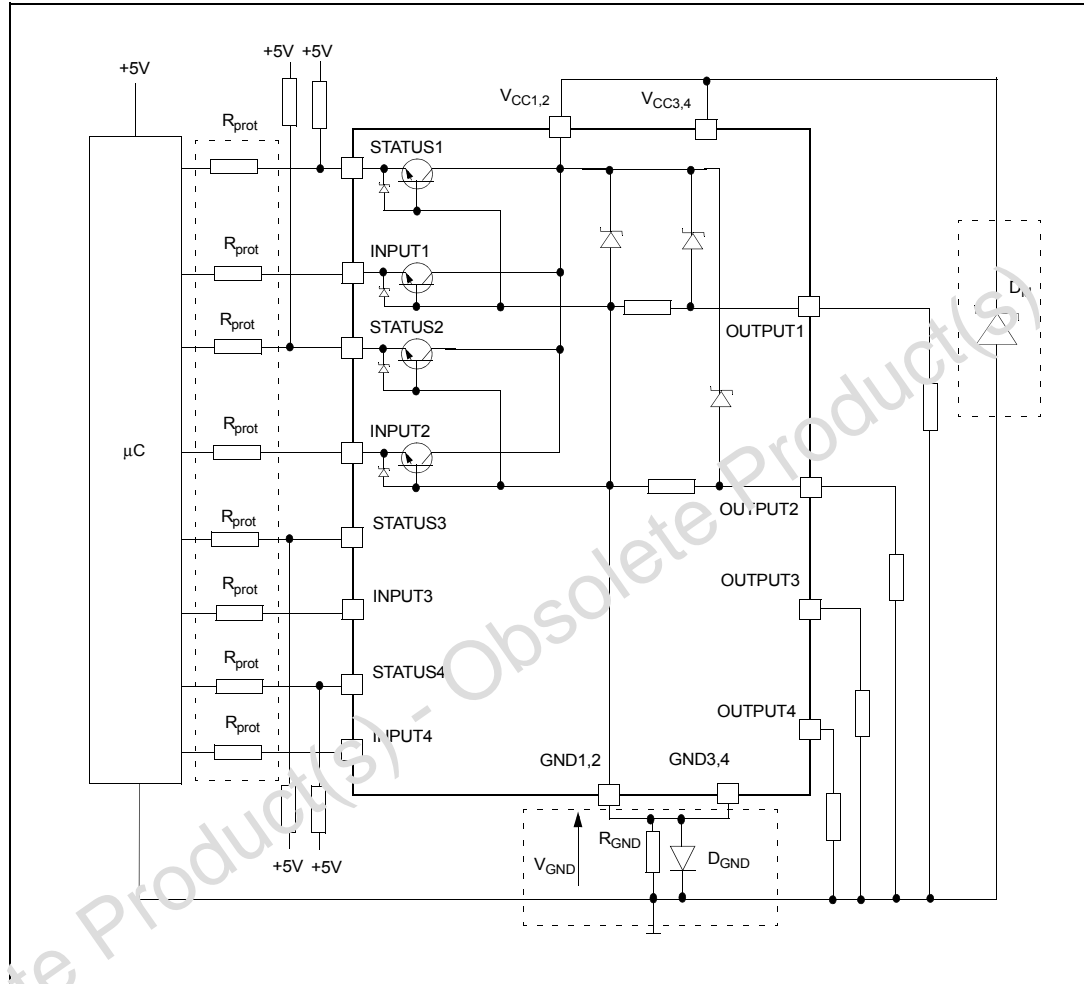 +5V +5V
+5V
V_CC1,2
V_CC3,4
R_prot
STATUS1
R_prot
INPUT1
R_prot
STATUS2
OUTPUT1
R_prot
INPUT2
μC
OUTPUT2
R_prot
STATUS3
R_prot
INPUT3
OUTPUT3
R_prot
STATUS4
R_prot
INPUT4
OUTPUT4
GND1,2
GND3,4
R_GND
V_GND
D_GND
+5V +5V
te Product(s) - Obsolete Product(s)